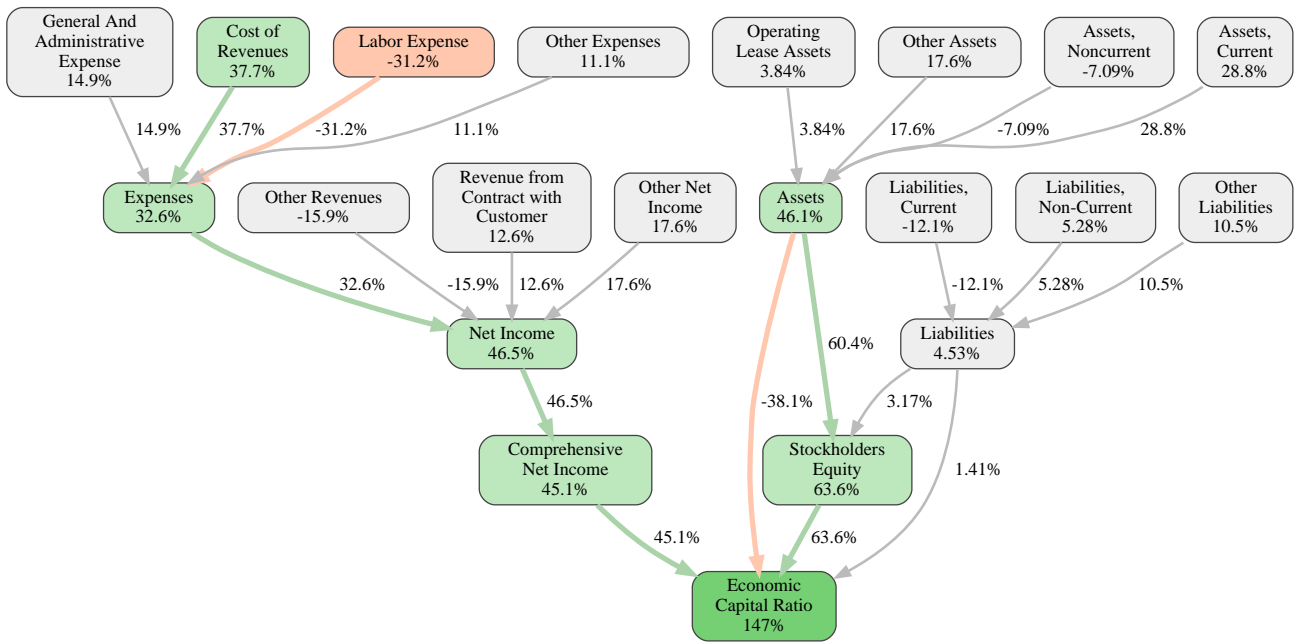 General And
Administrative
Expense
14.9%
Cost of
Revenues
37.7%
Labor Expense
-31.2%
Other Expenses
11.1%
Operating
Lease Assets
3.84%
Other Assets
17.6%
Assets,
Noncurrent
-7.09%
Assets,
Current
28.8%
14.9%
37.7%
-31.2%
11.1%
3.84%
17.6%
-7.09%
28.8%
Expenses
32.6%
Other Revenues
-15.9%
Revenue from
Contract with
Customer
12.6%
Other Net
Income
17.6%
Assets
46.1%
Liabilities,
Current
-12.1%
Liabilities,
Non-Current
5.28%
Other
Liabilities
10.5%
32.6%
-15.9%
12.6%
17.6%
-12.1%
5.28%
10.5%
Net Income
46.5%
60.4%
Liabilities
4.53%
46.5%
-38.1%
3.17%
Comprehensive
Net Income
45.1%
Stockholders
Equity
63.6%
1.41%
45.1%
63.6%
Economic
Capital Ratio
147%